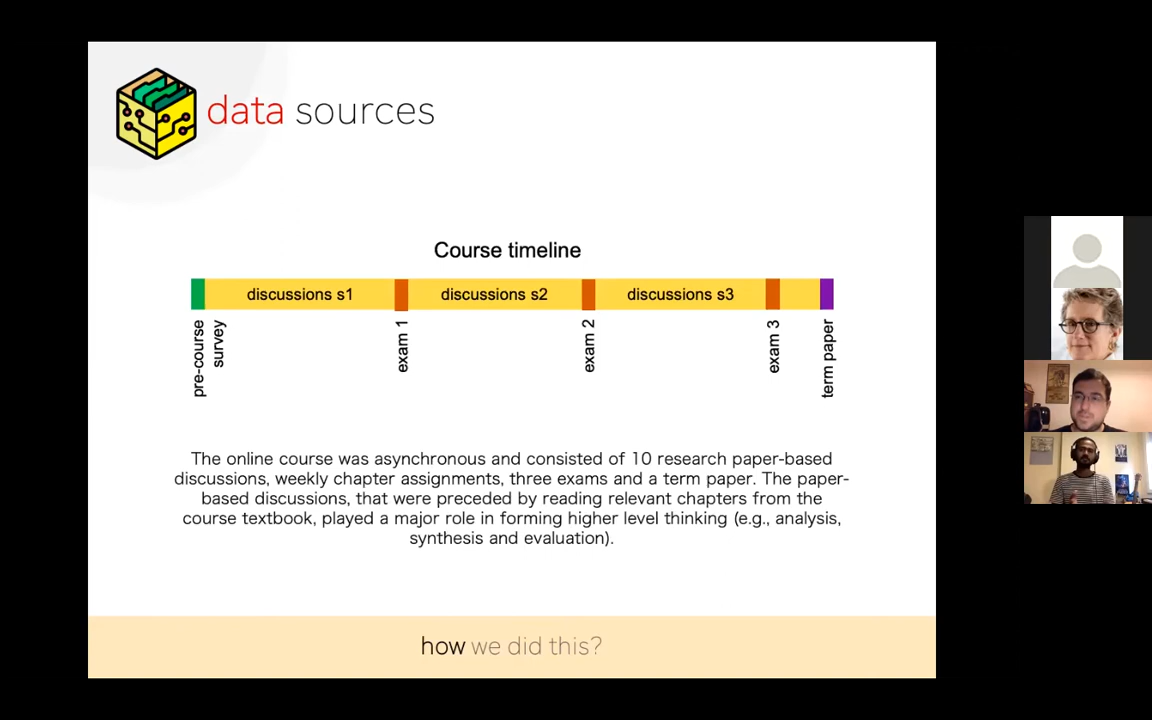 data sources
Course timeline
discussions s1
discussions s2
discussions s3
pre-course
survey
exam 1
exam 2
exam 3
term paper
The online course was asynchronous and consisted of 10 research paper-based
discussions, weekly chapter assignments, three exams and a term paper. The paper-
based discussions, that were preceded by reading relevant chapters from the
course textbook, played a major role in forming higher level thinking (e.g., analysis,
synthesis and evaluation).
how we did this?